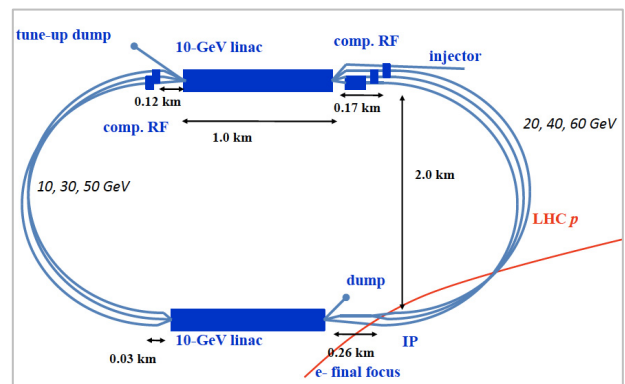 tune-up dump
10-GeV linac
comp. RF
injector
0.12 km
0.17 km
comp. RF
1.0 km
20, 40, 60 GeV
2.0 km
10, 30, 50 GeV
LHC p
dump
10-GeV linac
IP
0.03 km
0.26 km
e- final focus